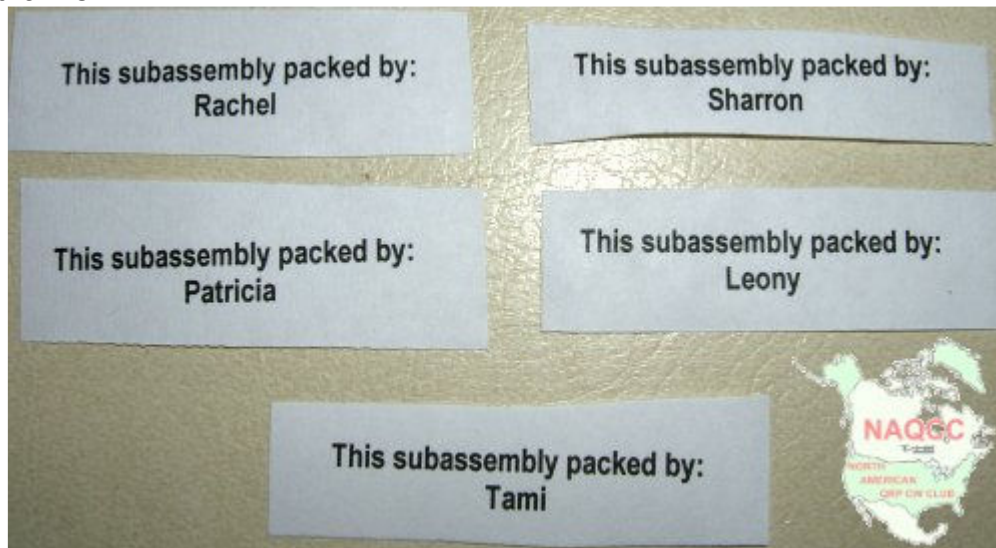 This subassembly packed by:
Rachel
This subassembly packed by:
Sharron
This subassembly packed by:
Patricia
This subassembly packed by:
Leony
This subassembly packed by:
Tami
NAQCC
NORTH
AMERICAN
QRP CW CLUB